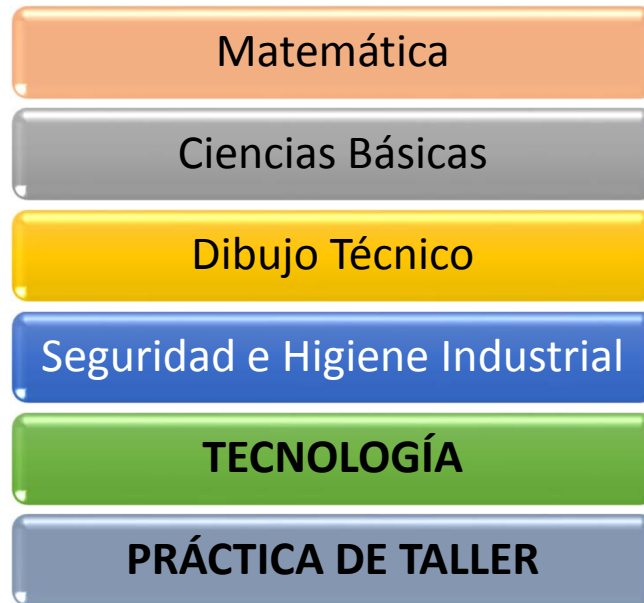 Matemática
Ciencias Básicas
Dibujo Técnico
Seguridad e Higiene Industrial
TECNOLOGÍA
PRÁCTICA DE TALLER